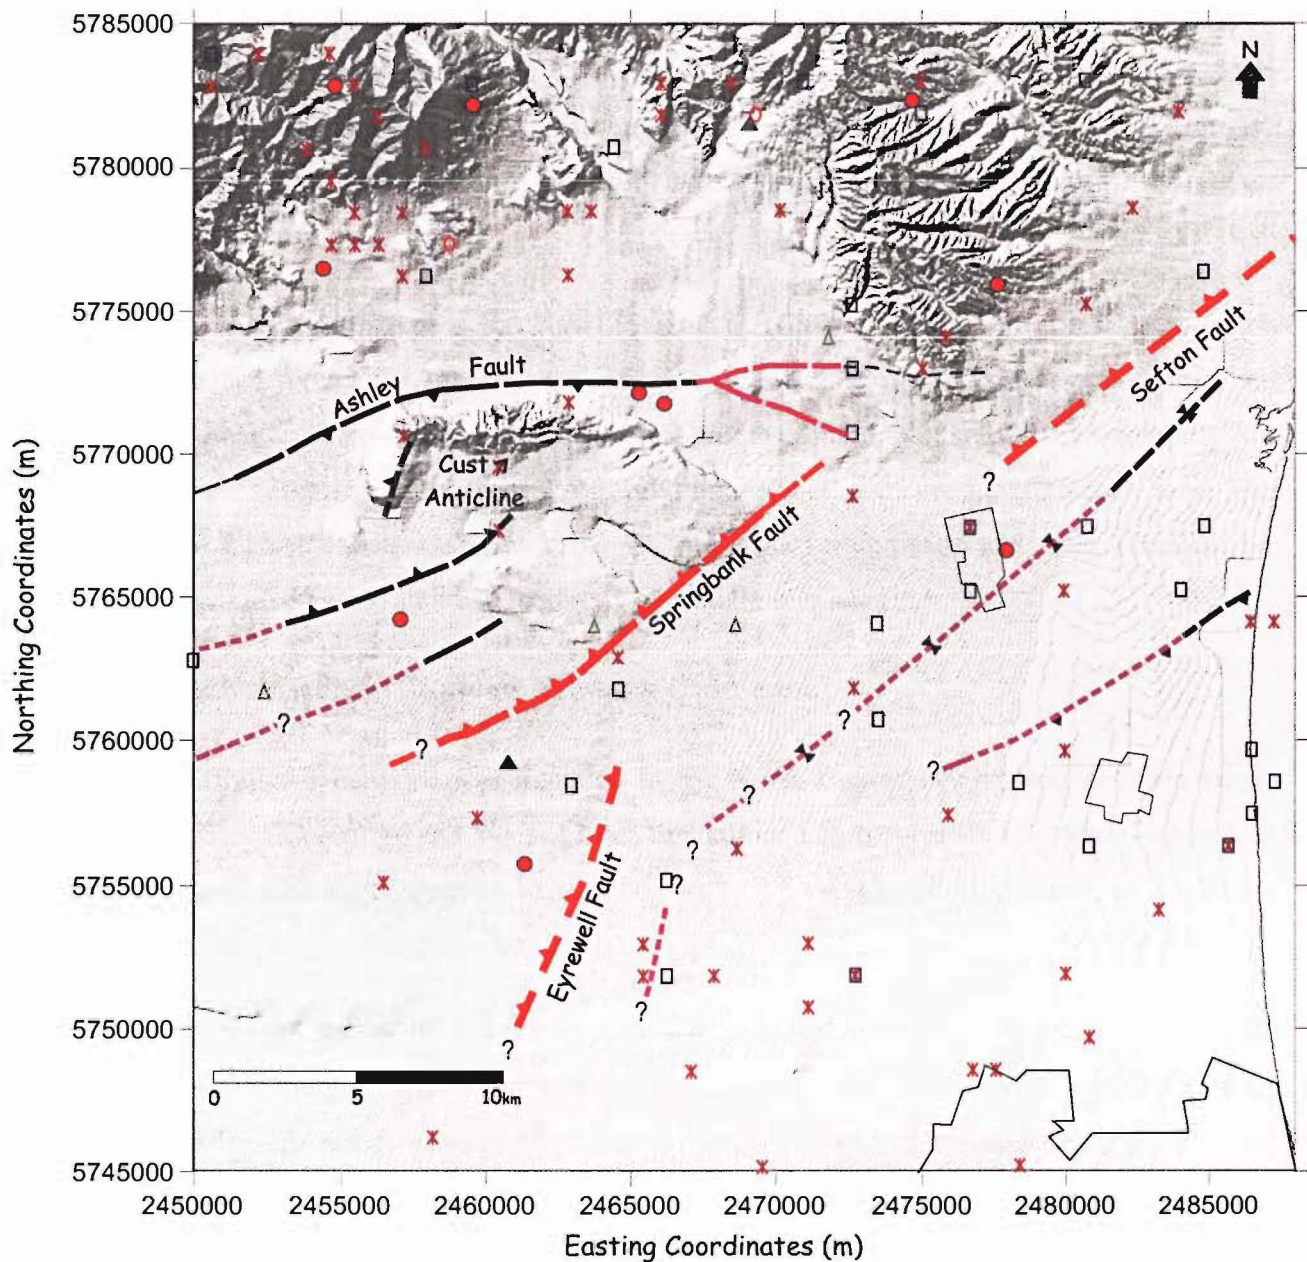 5785000
N
5780000
5775000
Sefton Fault
Ashley Fault
5770000
Cust
Anticline
?
Springbank Fault
Northing Coordinates (m)
5765000
?
?
?
5760000
?
?
?
?
5755000
Eyrewell Fault
?
5750000
?
0 5 10km
5745000
2450000 2455000 2460000 2465000 2470000 2475000 2480000 2485000
Easting Coordinates (m)